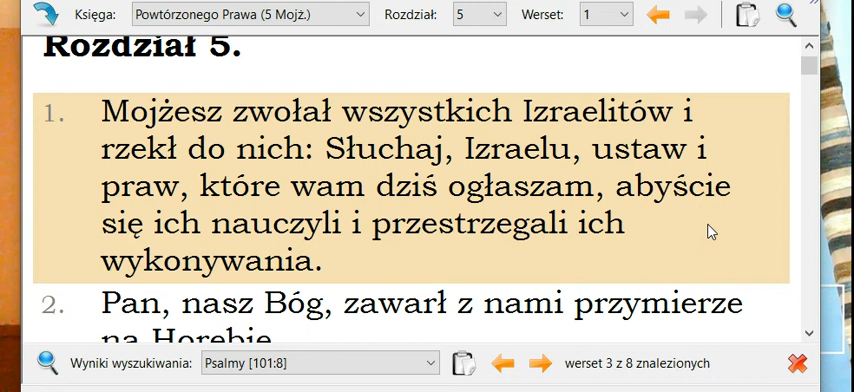 Księga: Powtórzonego Prawa (5 Mojż.) Rozdział: 5 Werset: 1
Rozdział 5.
1. Mojżesz zwołał wszystkich Izraelitów i
rzekł do nich: Słuchaj, Izraelu, ustaw i
praw, które wam dziś ogłaszam, abyście
się ich nauczyli i przestrzegali ich
wykonywania.
2. Pan, nasz Bóg, zawarł z nami przymierze
na Horebie.
Wyniki wyszukiwania: Psalmy [101:8] werset 3 z 8 znalezionych